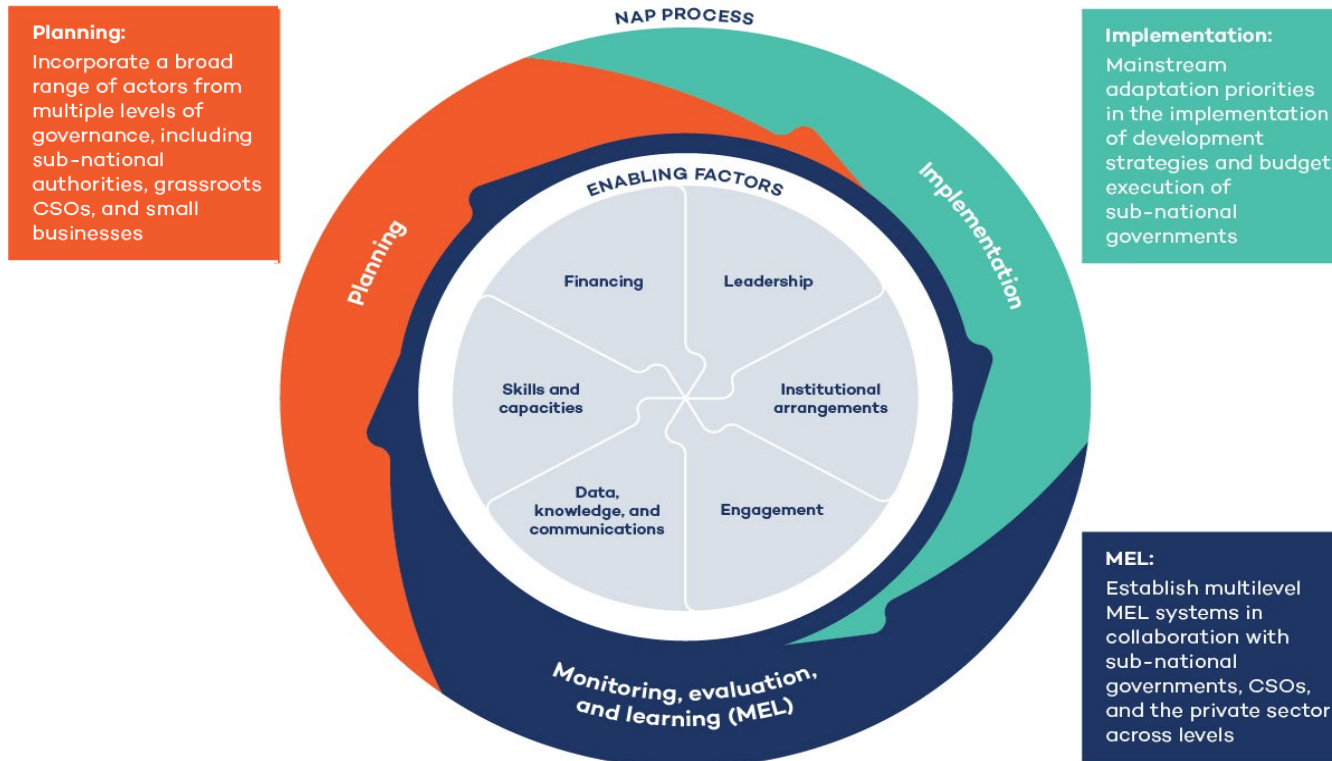 Planning:
Incorporate a broad
range of actors from
multiple levels of
governance, including
sub-national
authorities, grassroots
CSOs, and small
businesses
NAP PROCESS
Implementation:
Mainstream
adaptation priorities
in the implementation
of development
strategies and budget
execution of
sub-national
governments
Planning
Implementation
ENABLING FACTORS
Financing
Leadership
Skills and
capacities
Institutional
arrangements
Data,
knowledge, and
communications
Engagement
Monitoring, evaluation,
and learning (MEL)
MEL:
Establish multilevel
MEL systems in
collaboration with
sub-national
governments, CSOs,
and the private sector
across levels